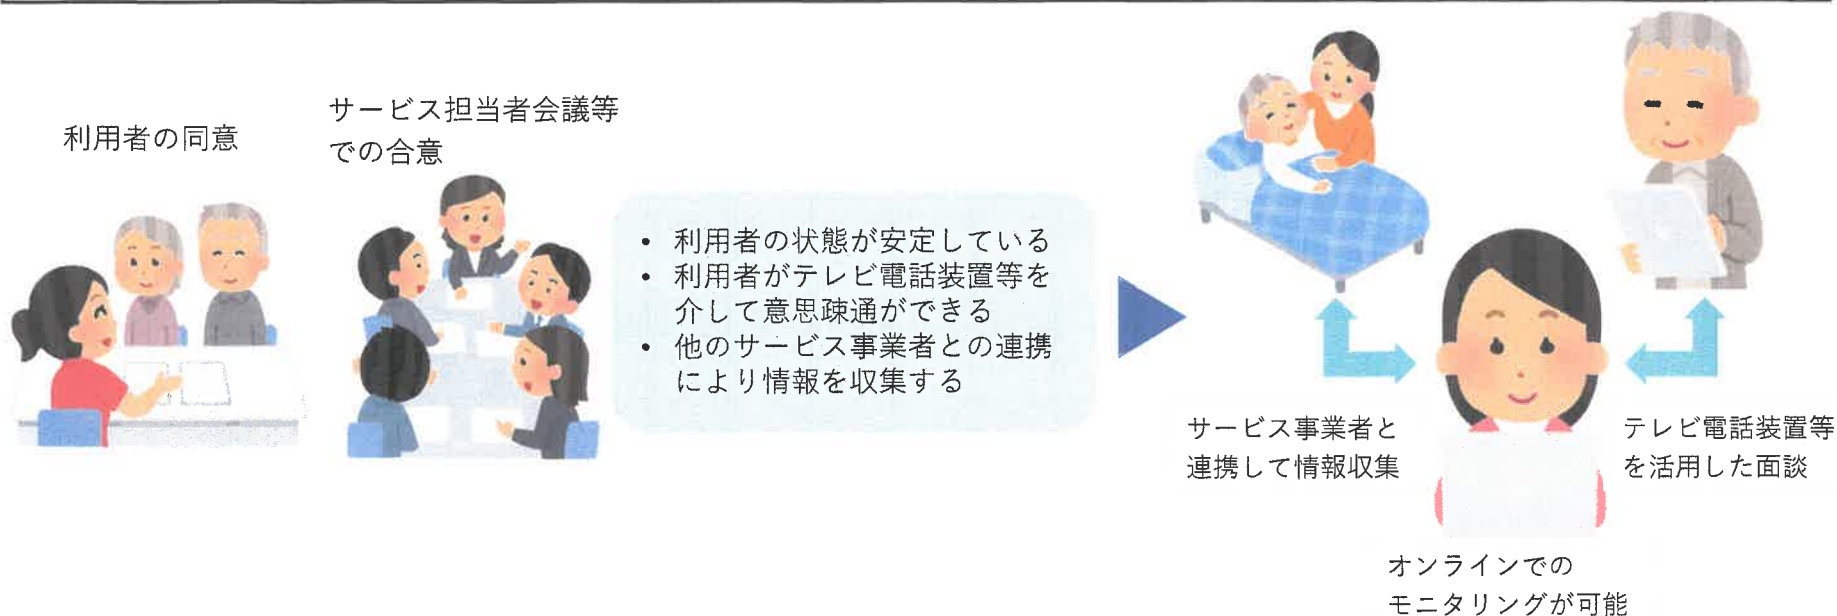 利用者の同意
サービス担当者会議等
での合意
• 利用者の状態が安定している
• 利用者がテレビ電話装置等を
介して意思疎通ができる
• 他のサービス事業者との連携
により情報を収集する
サービス事業者と
連携して情報収集
テレビ電話装置等
を活用した面談
オンラインでの
モニタリングが可能